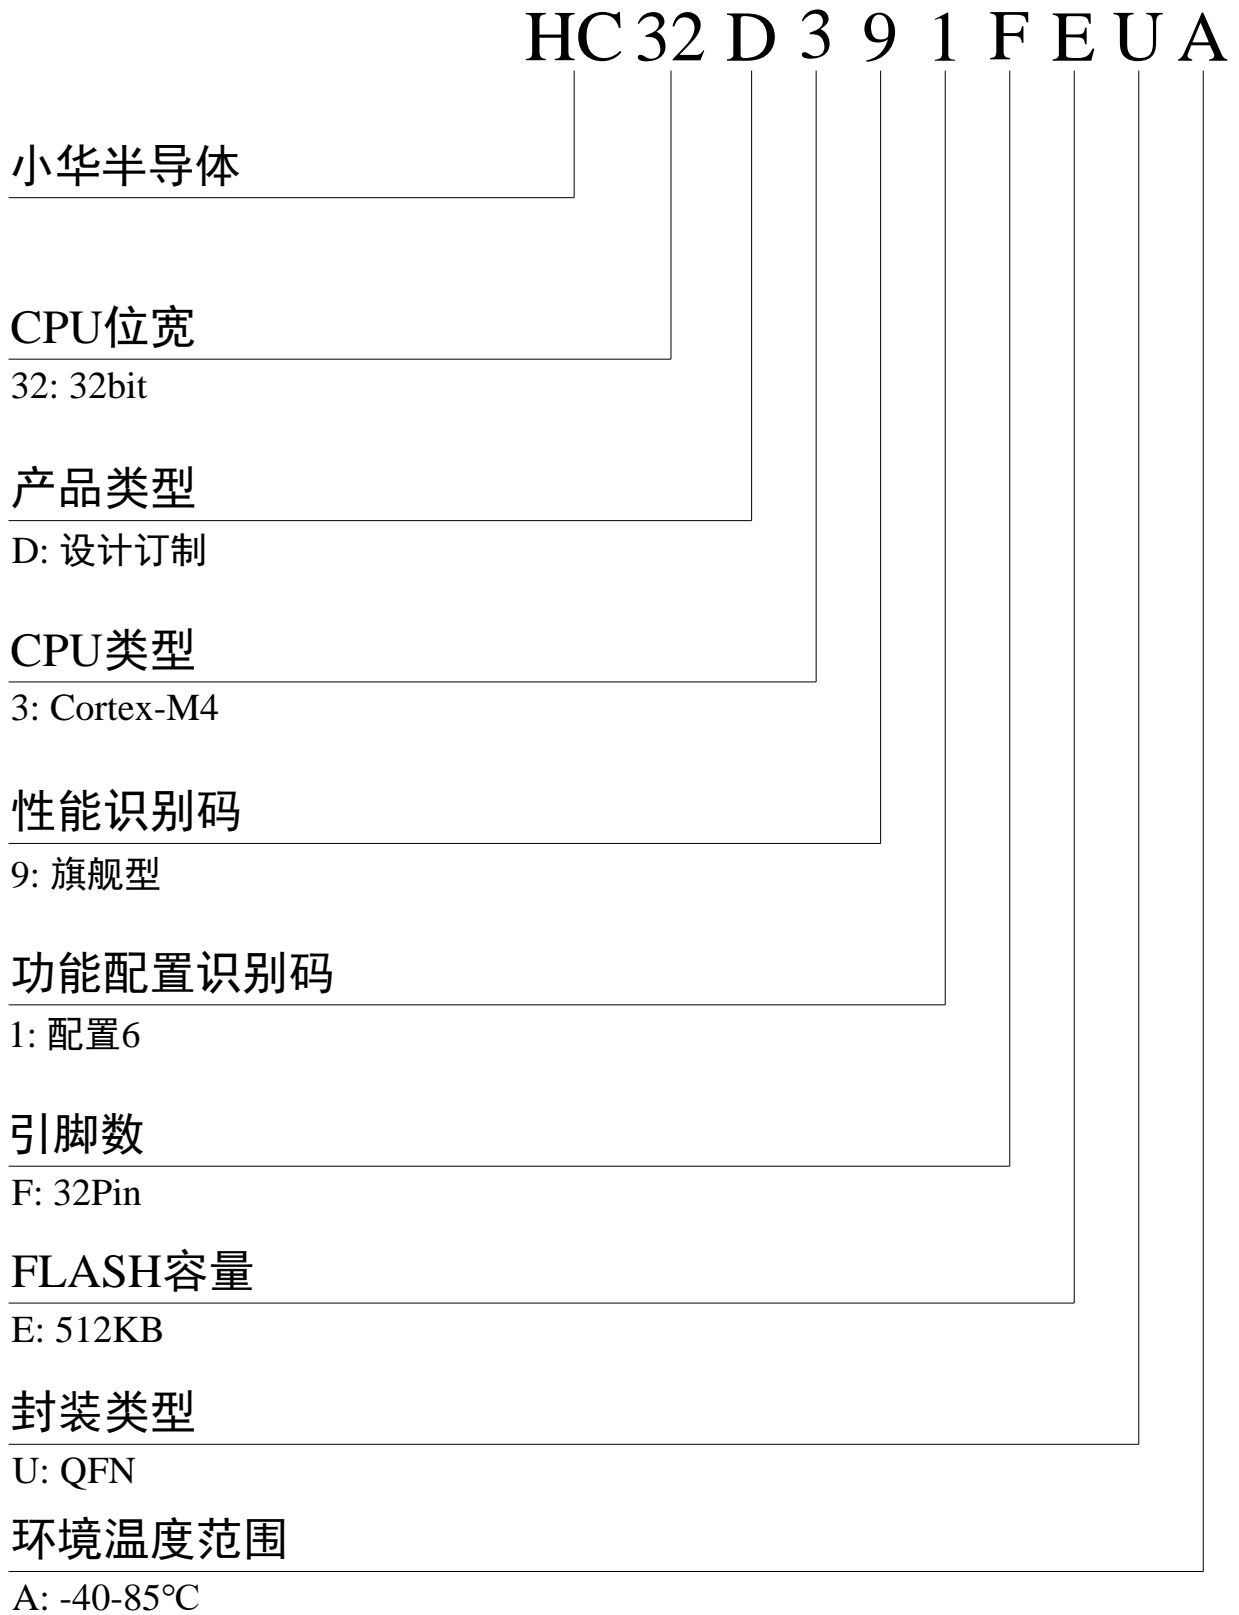 HC 32 D 3 9 1 F E U A
小华半导体
CPU位宽
32: 32bit
产品类型
D: 设计订制
CPU类型
3: Cortex-M4
性能识别码
9: 旗舰型
功能配置识别码
1: 配置6
引脚数
F: 32Pin
FLASH容量
E: 512KB
封装类型
U: QFN
环境温度范围
A: -40-85℃